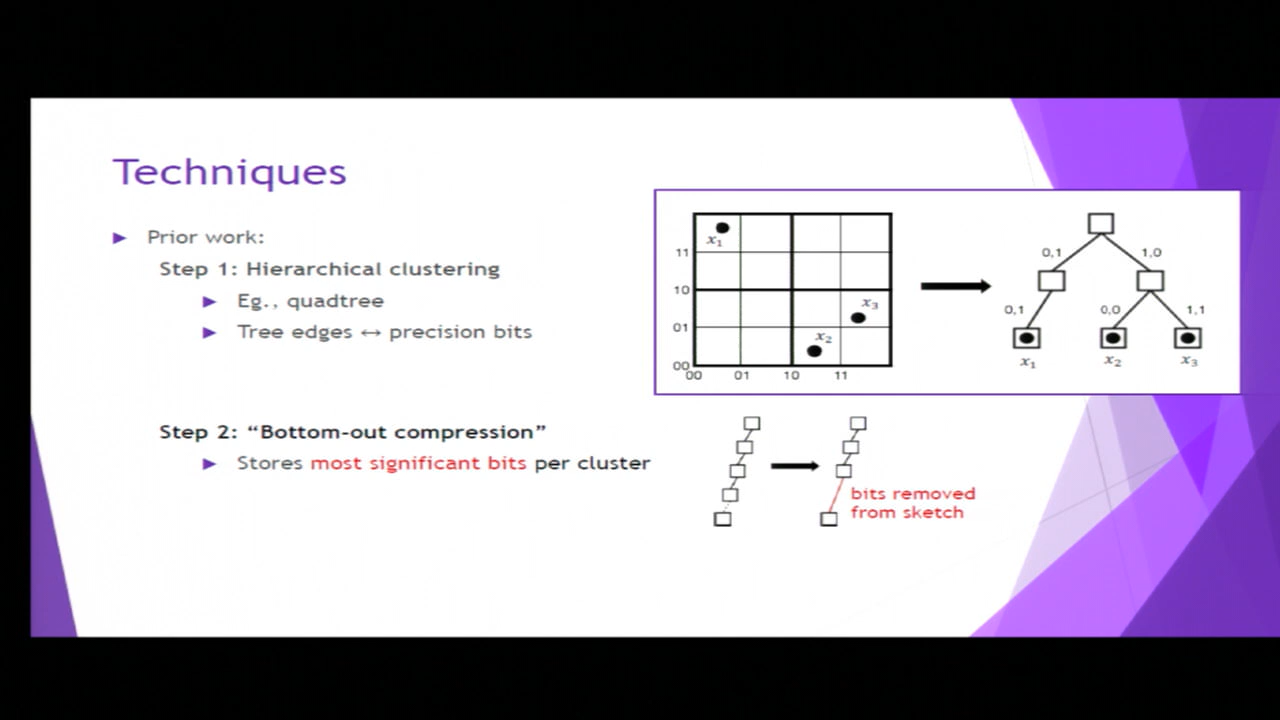 Techniques
► Prior work:
Step 1: Hierarchical clustering
► Eg., quadtree
► Tree edges ↔ precision bits
Step 2: “Bottom-out compression”
► Stores most significant bits per cluster
11
10
01
00
00 01 10 11
x₁
x₂
x₃
0,1 1,0
0,1 0,0 1,1
x₁ x₂ x₃
bits removed
from sketch